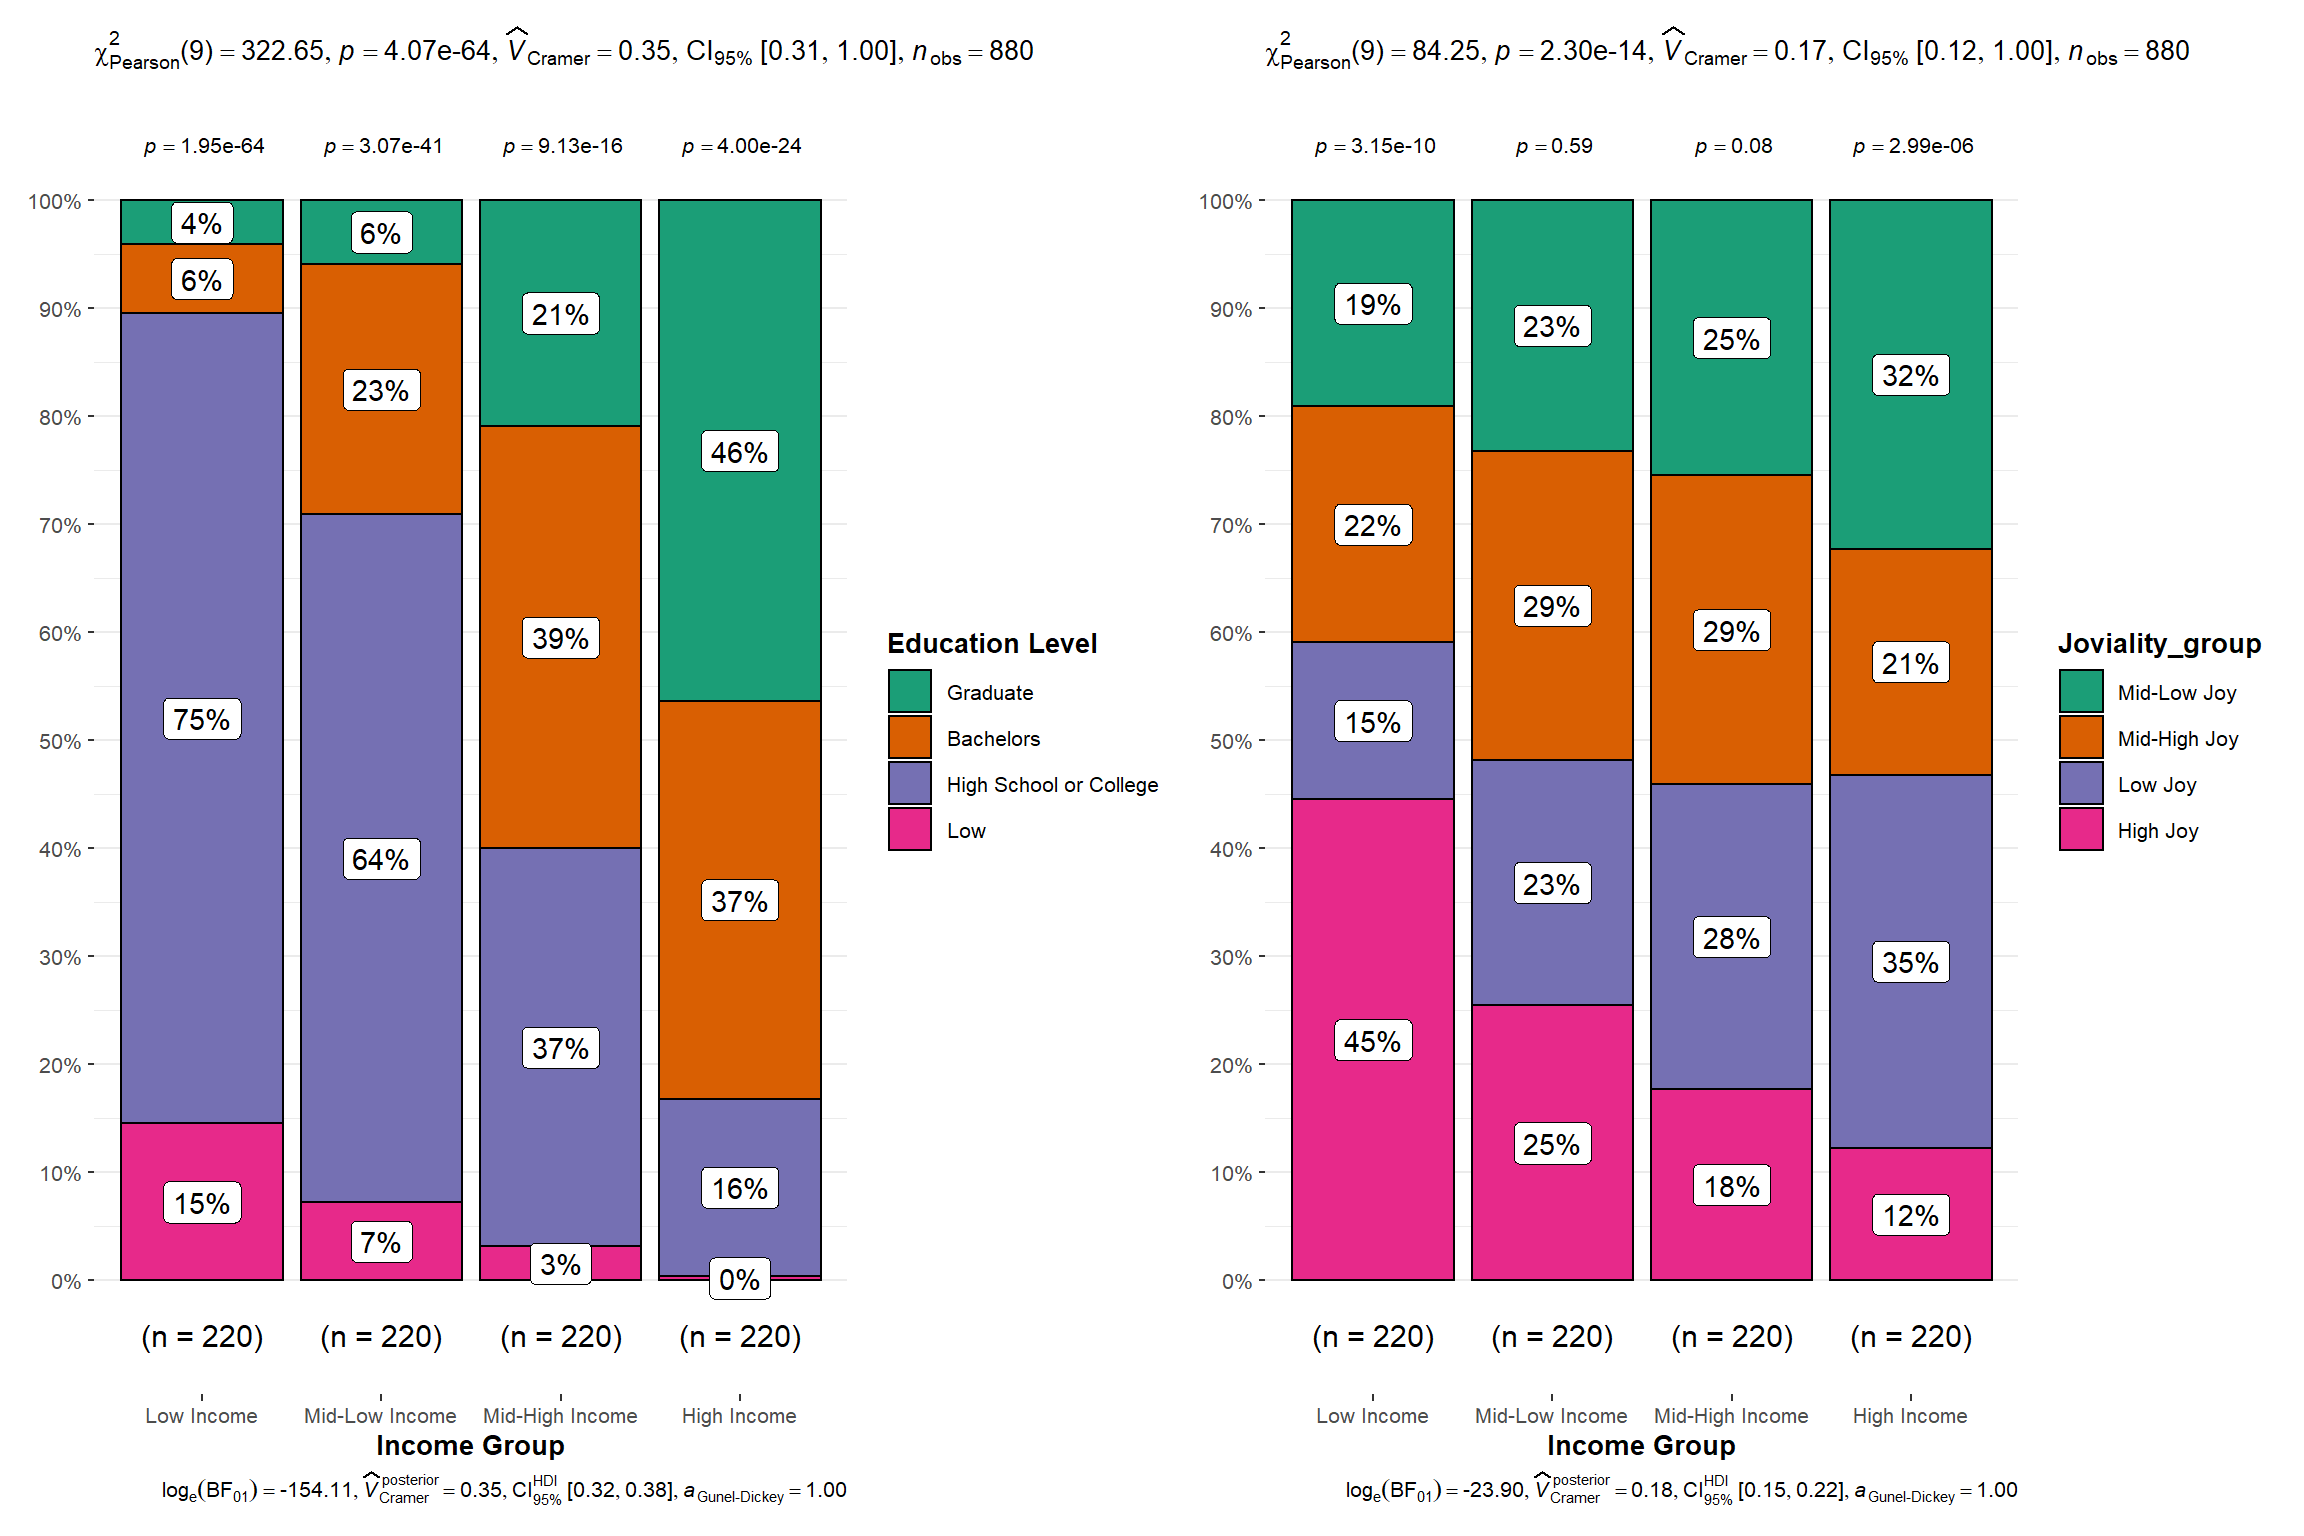 χ²Pearson(9) = 322.65, p = 4.07e-64, V̂Cramer = 0.35, CI95% [0.31, 1.00], nobs = 880
p = 1.95e-64 p = 3.07e-41 p = 9.13e-16 p = 4.00e-24
100%
90%
80%
70%
60%
50%
40%
30%
20%
10%
0%
4%
6%
75%
15%
6%
23%
64%
7%
21%
39%
37%
3%
46%
37%
16%
0%
(n = 220) (n = 220) (n = 220) (n = 220)
Low Income Mid-Low Income Mid-High Income High Income
Income Group
loge(BF01) = -154.11, V̂Cramer posterior = 0.35, CI95% HDI [0.32, 0.38], aGunel-Dickey = 1.00
Education Level
Graduate
Bachelors
High School or College
Low
χ²Pearson(9) = 84.25, p = 2.30e-14, V̂Cramer = 0.17, CI95% [0.12, 1.00], nobs = 880
p = 3.15e-10 p = 0.59 p = 0.08 p = 2.99e-06
100%
90%
80%
70%
60%
50%
40%
30%
20%
10%
0%
19%
22%
15%
45%
23%
29%
23%
25%
25%
29%
28%
18%
32%
21%
35%
12%
(n = 220) (n = 220) (n = 220) (n = 220)
Low Income Mid-Low Income Mid-High Income High Income
Income Group
loge(BF01) = -23.90, V̂Cramer posterior = 0.18, CI95% HDI [0.15, 0.22], aGunel-Dickey = 1.00
Joviality_group
Mid-Low Joy
Mid-High Joy
Low Joy
High Joy